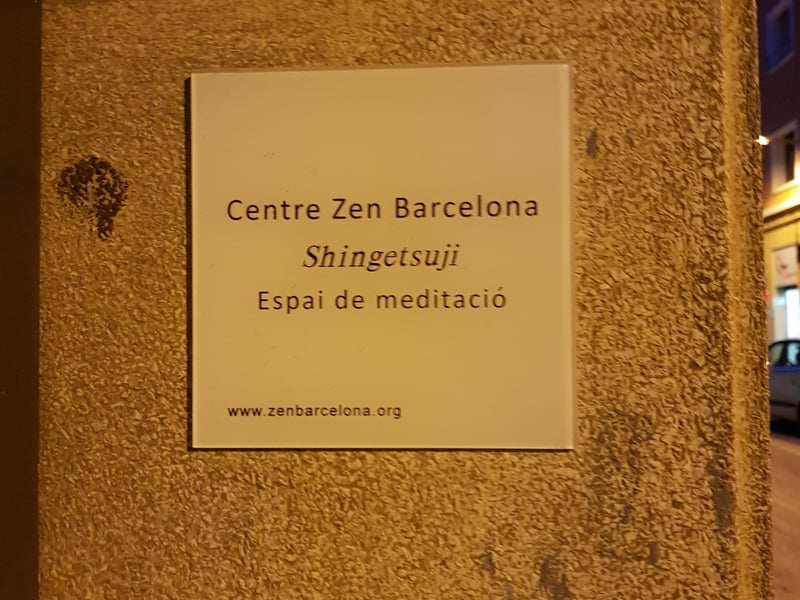 Centre Zen Barcelona
Shingetsuji
Espai de meditació
www.zenbarcelona.org